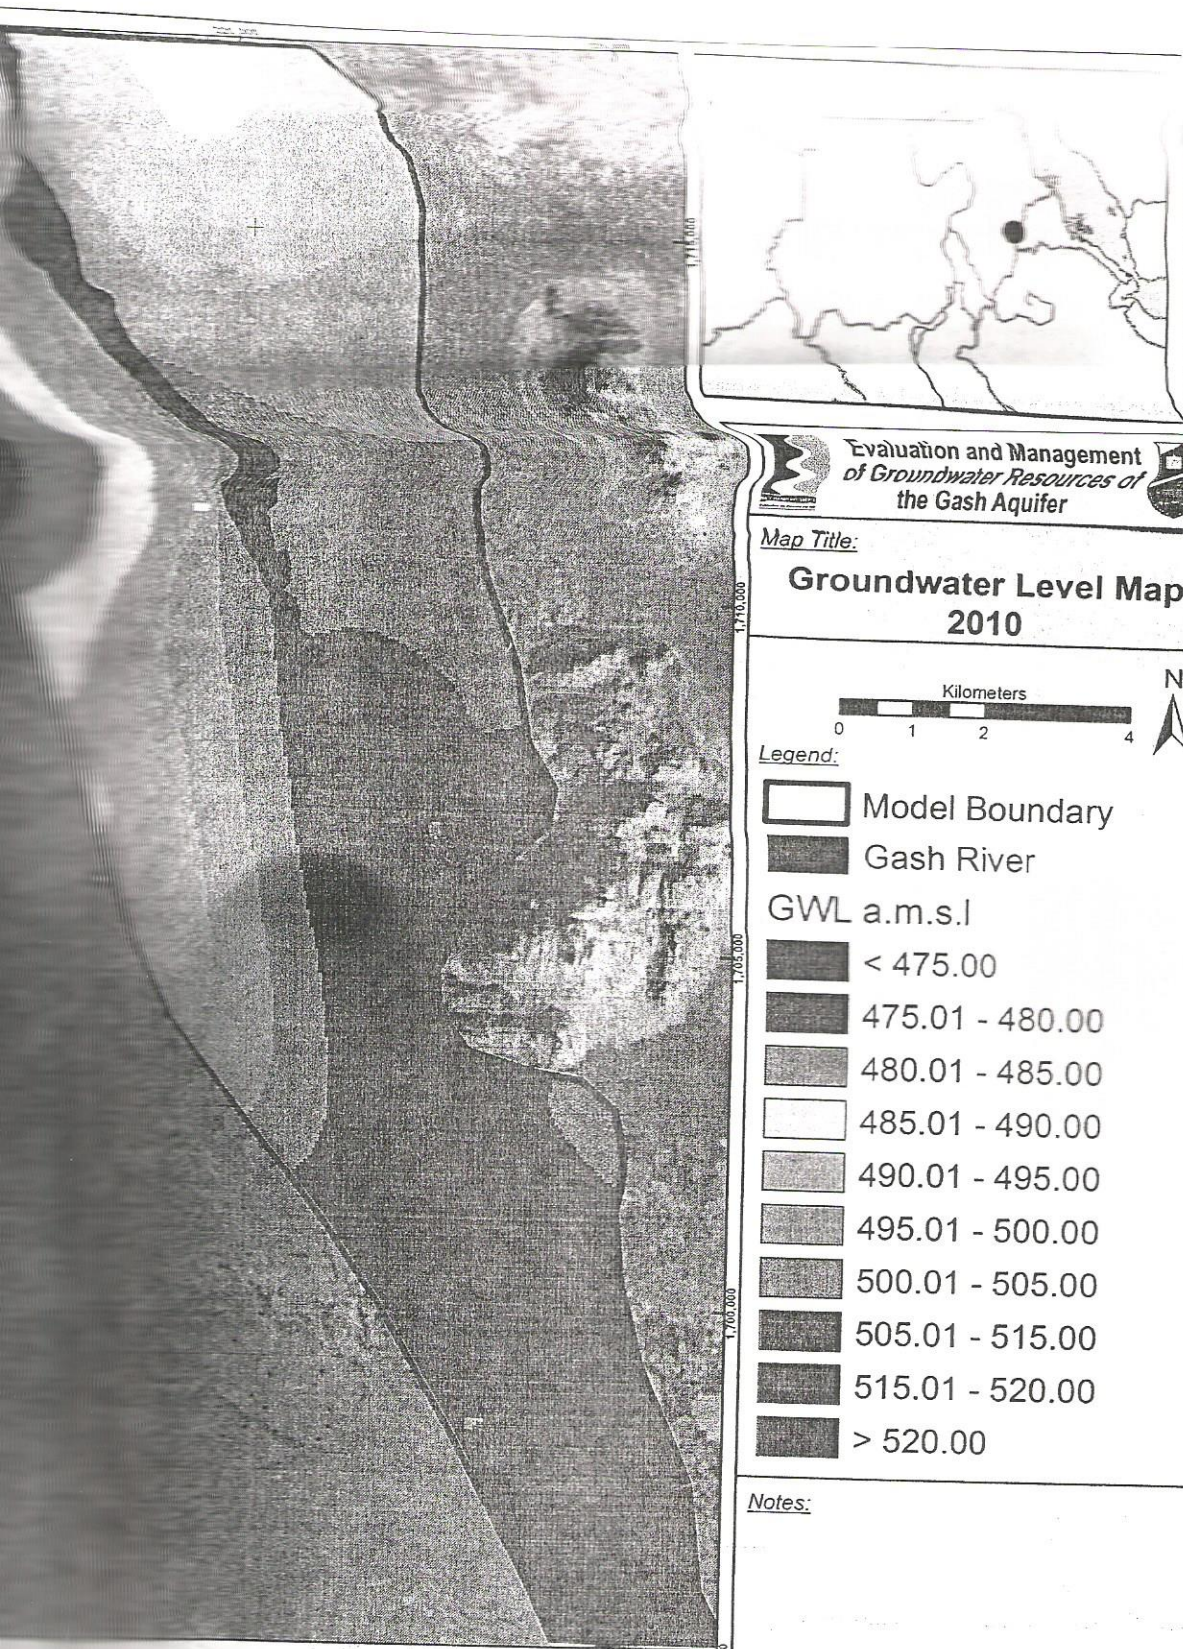 1,715,000
1,710,000
1,705,000
1,700,000
Evaluation and Management
of Groundwater Resources of
the Gash Aquifer
Map Title:
Groundwater Level Map
2010
N
Kilometers
0 1 2 4
Legend:
Model Boundary
Gash River
GWL a.m.s.l
< 475.00
475.01 - 480.00
480.01 - 485.00
485.01 - 490.00
490.01 - 495.00
495.01 - 500.00
500.01 - 505.00
505.01 - 515.00
515.01 - 520.00
> 520.00
Notes: